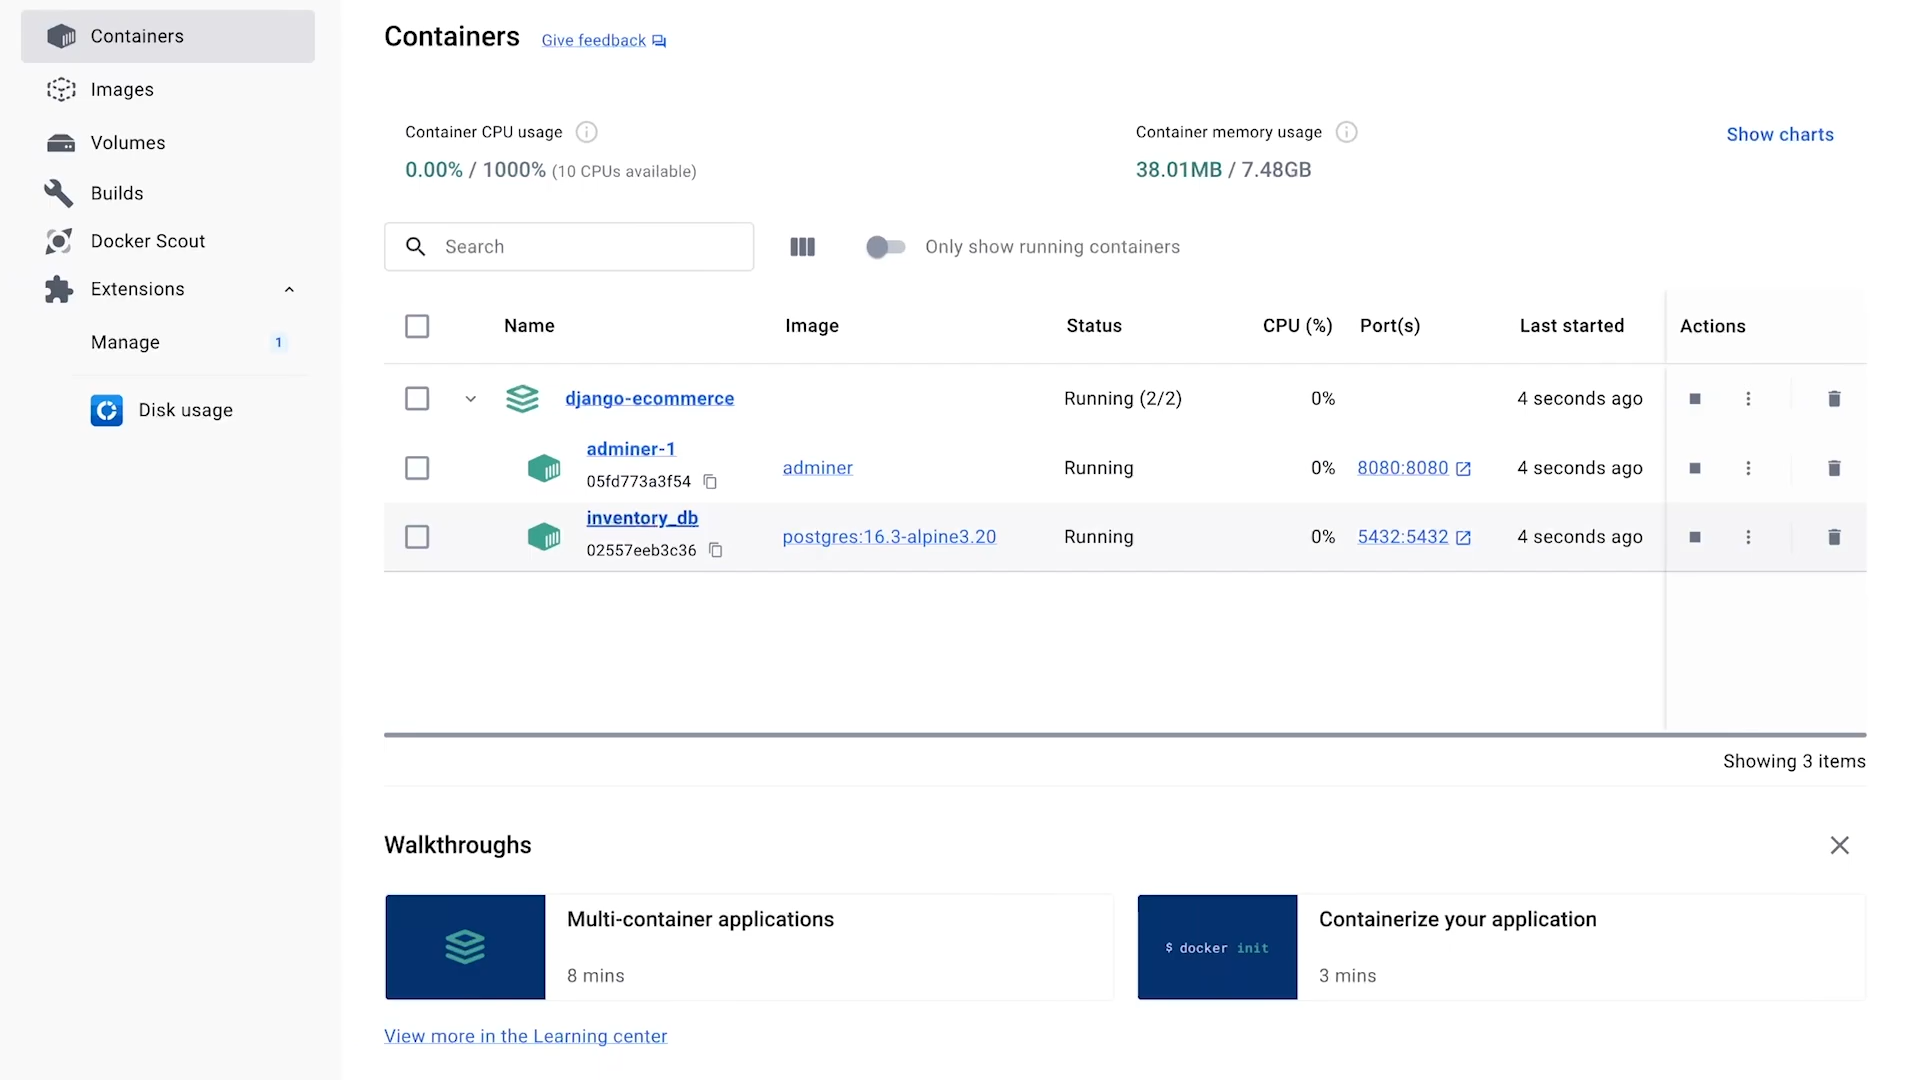 Containers
Images
Volumes
Builds
Docker Scout
Extensions
Manage 1
Disk usage
Containers Give feedback
Container CPU usage
0.00% / 1000% (10 CPUs available)
Container memory usage
38.01MB / 7.48GB
Show charts
Search
Only show running containers
Name Image Status CPU (%) Port(s) Last started Actions
django-ecommerce Running (2/2) 0% 4 seconds ago
adminer-1
05fd773a3f54 adminer Running 0% 8080:8080 4 seconds ago
inventory_db
02557eeb3c36 postgres:16.3-alpine3.20 Running 0% 5432:5432 4 seconds ago
Showing 3 items
Walkthroughs
Multi-container applications
8 mins
$ docker init
Containerize your application
3 mins
View more in the Learning center